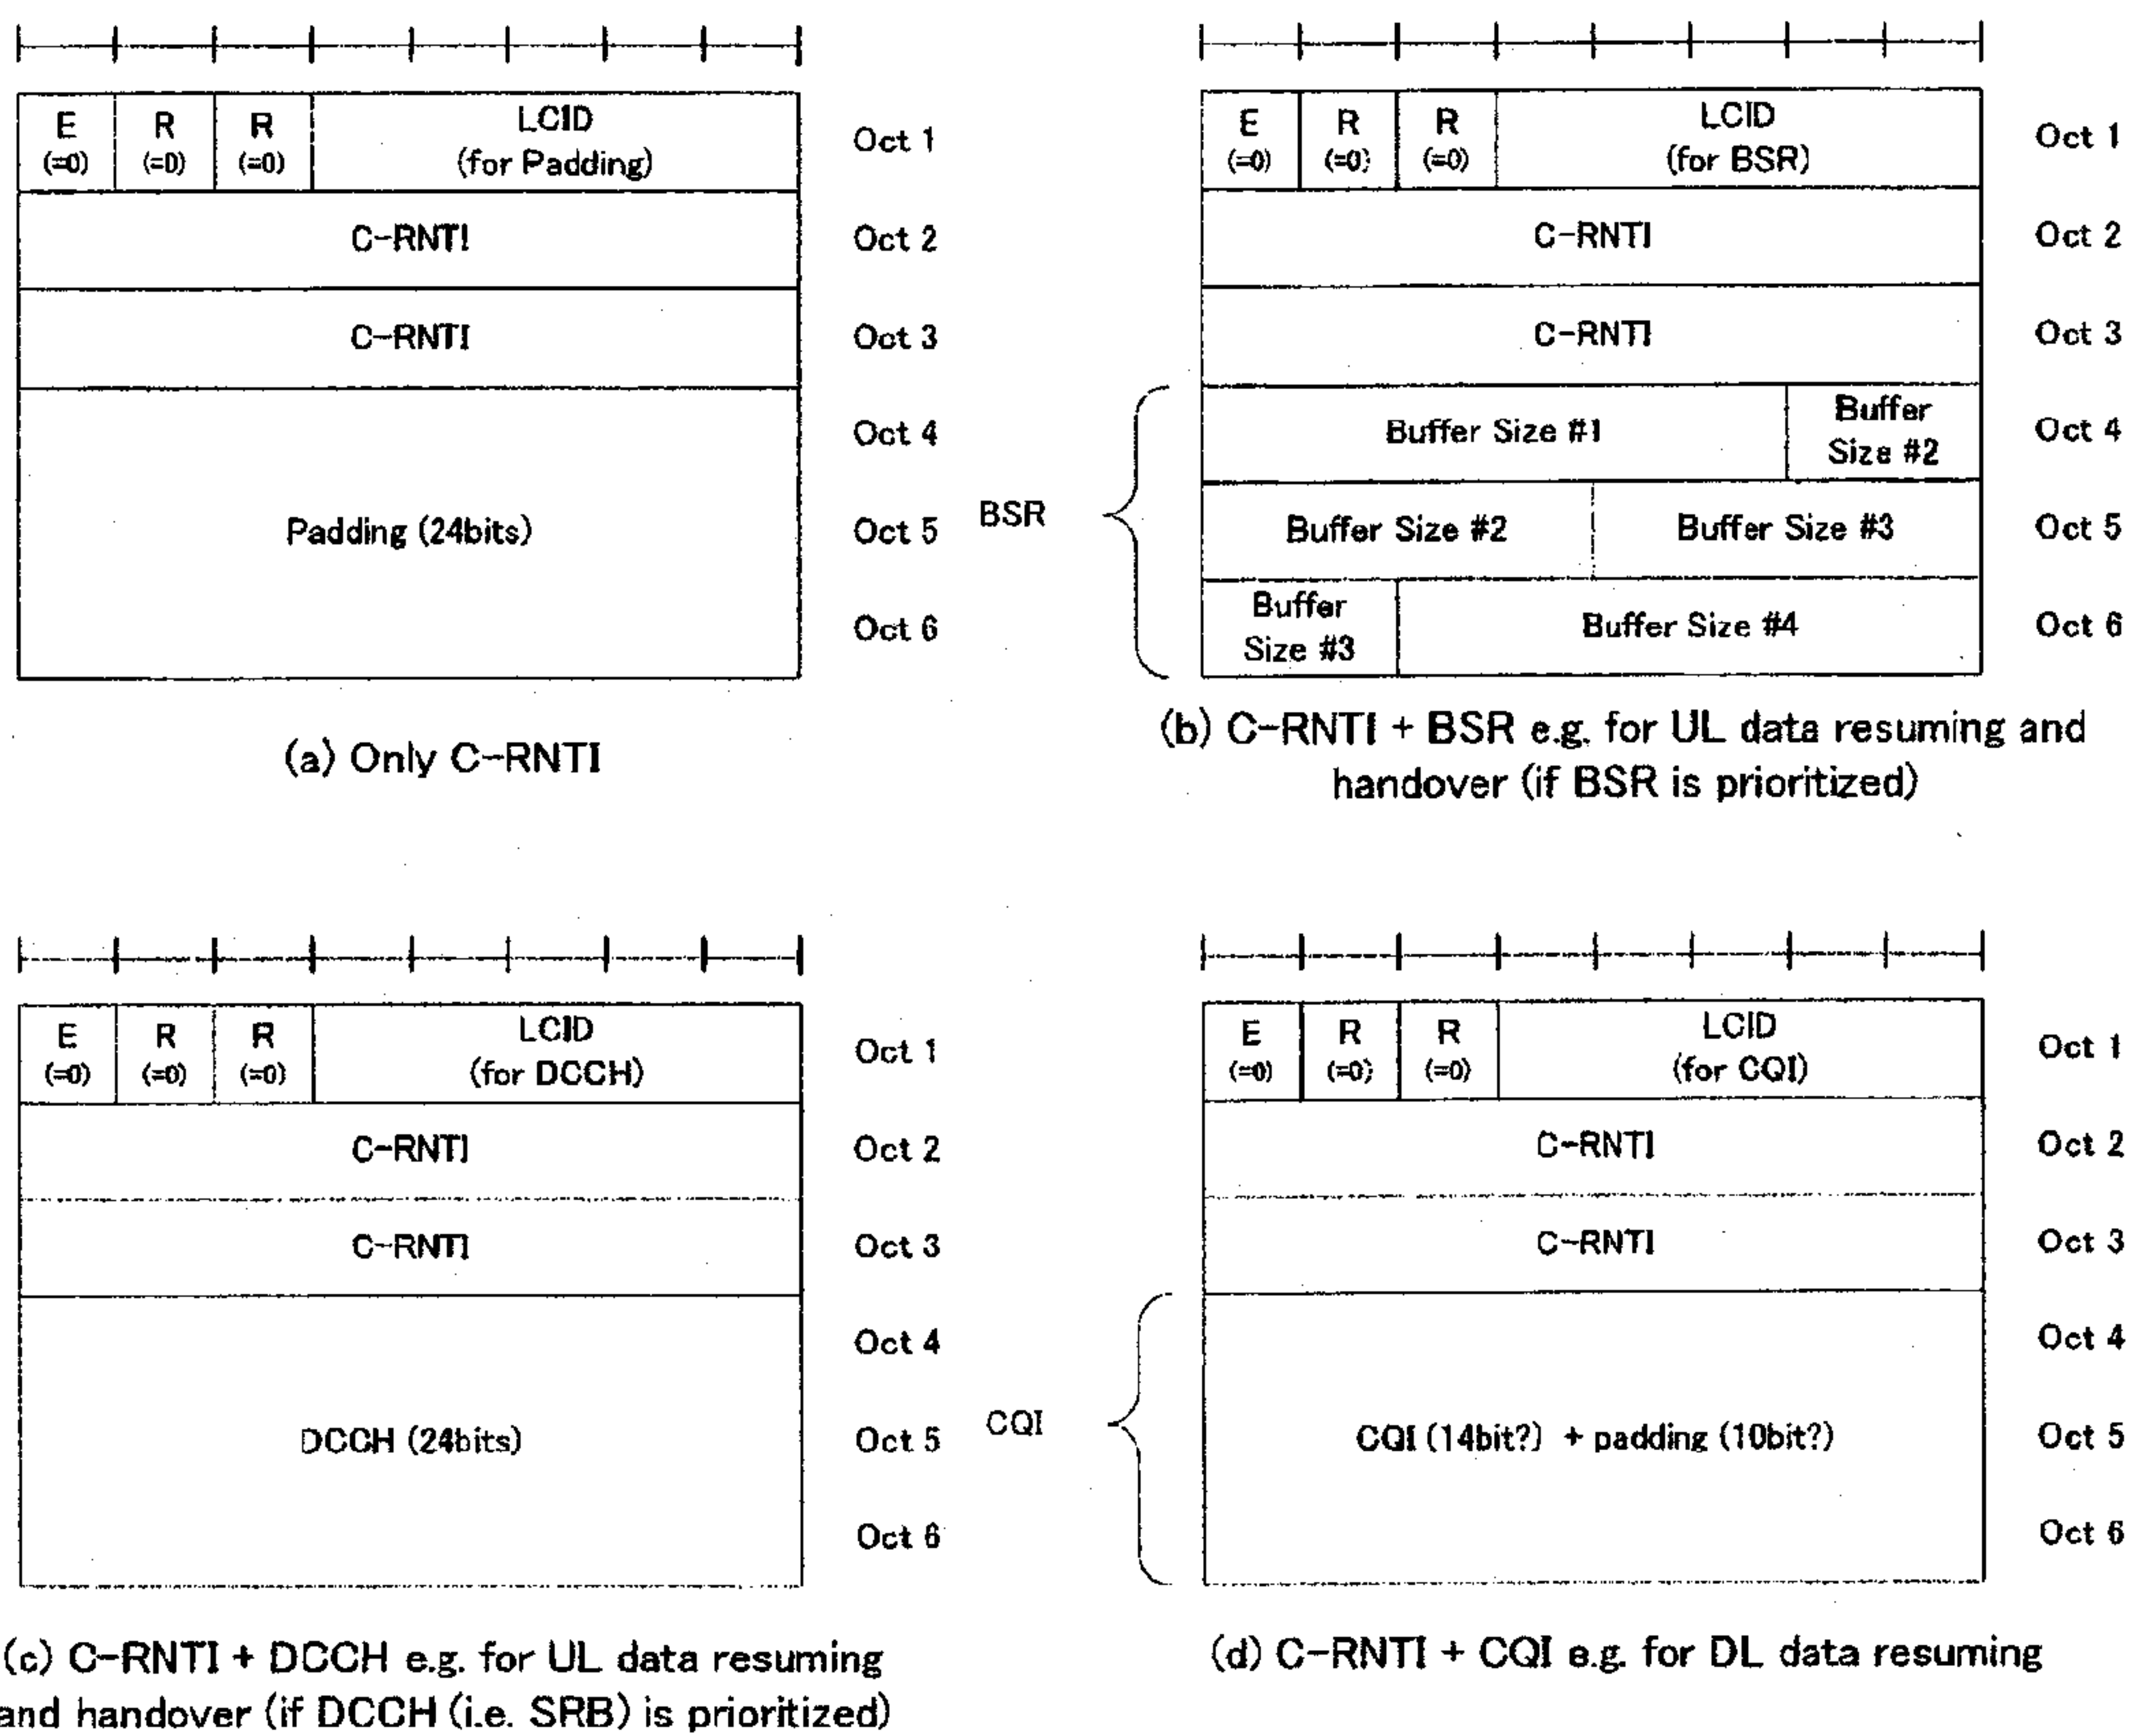 E R R LCID
(=0) (=0) (=0) (for Padding)
Oct 1
C-RNTI
Oct 2
C-RNTI
Oct 3
Oct 4
Padding (24bits)
Oct 5
Oct 6
(a) Only C-RNTI
E R R LCID
(=0) (=0) (=0) (for BSR)
Oct 1
C-RNTI
Oct 2
C-RNTI
Oct 3
BSR
Buffer Size #1
Buffer
Size #2
Oct 4
Buffer Size #2
Buffer Size #3
Oct 5
Buffer
Size #3
Buffer Size #4
Oct 6
(b) C-RNTI + BSR e.g. for UL data resuming and
handover (if BSR is prioritized)
E R R LCID
(=0) (=0) (=0) (for DCCH)
Oct 1
C-RNTI
Oct 2
C-RNTI
Oct 3
Oct 4
DCCH (24bits)
Oct 5
Oct 6
(c) C-RNTI + DCCH e.g. for UL data resuming
and handover (if DCCH (i.e. SRB) is prioritized)
E R R LCID
(=0) (=0) (=0) (for CQI)
Oct 1
C-RNTI
Oct 2
C-RNTI
Oct 3
CQI
Oct 4
CQI (14bit?) + padding (10bit?)
Oct 5
Oct 6
(d) C-RNTI + CQI e.g. for DL data resuming